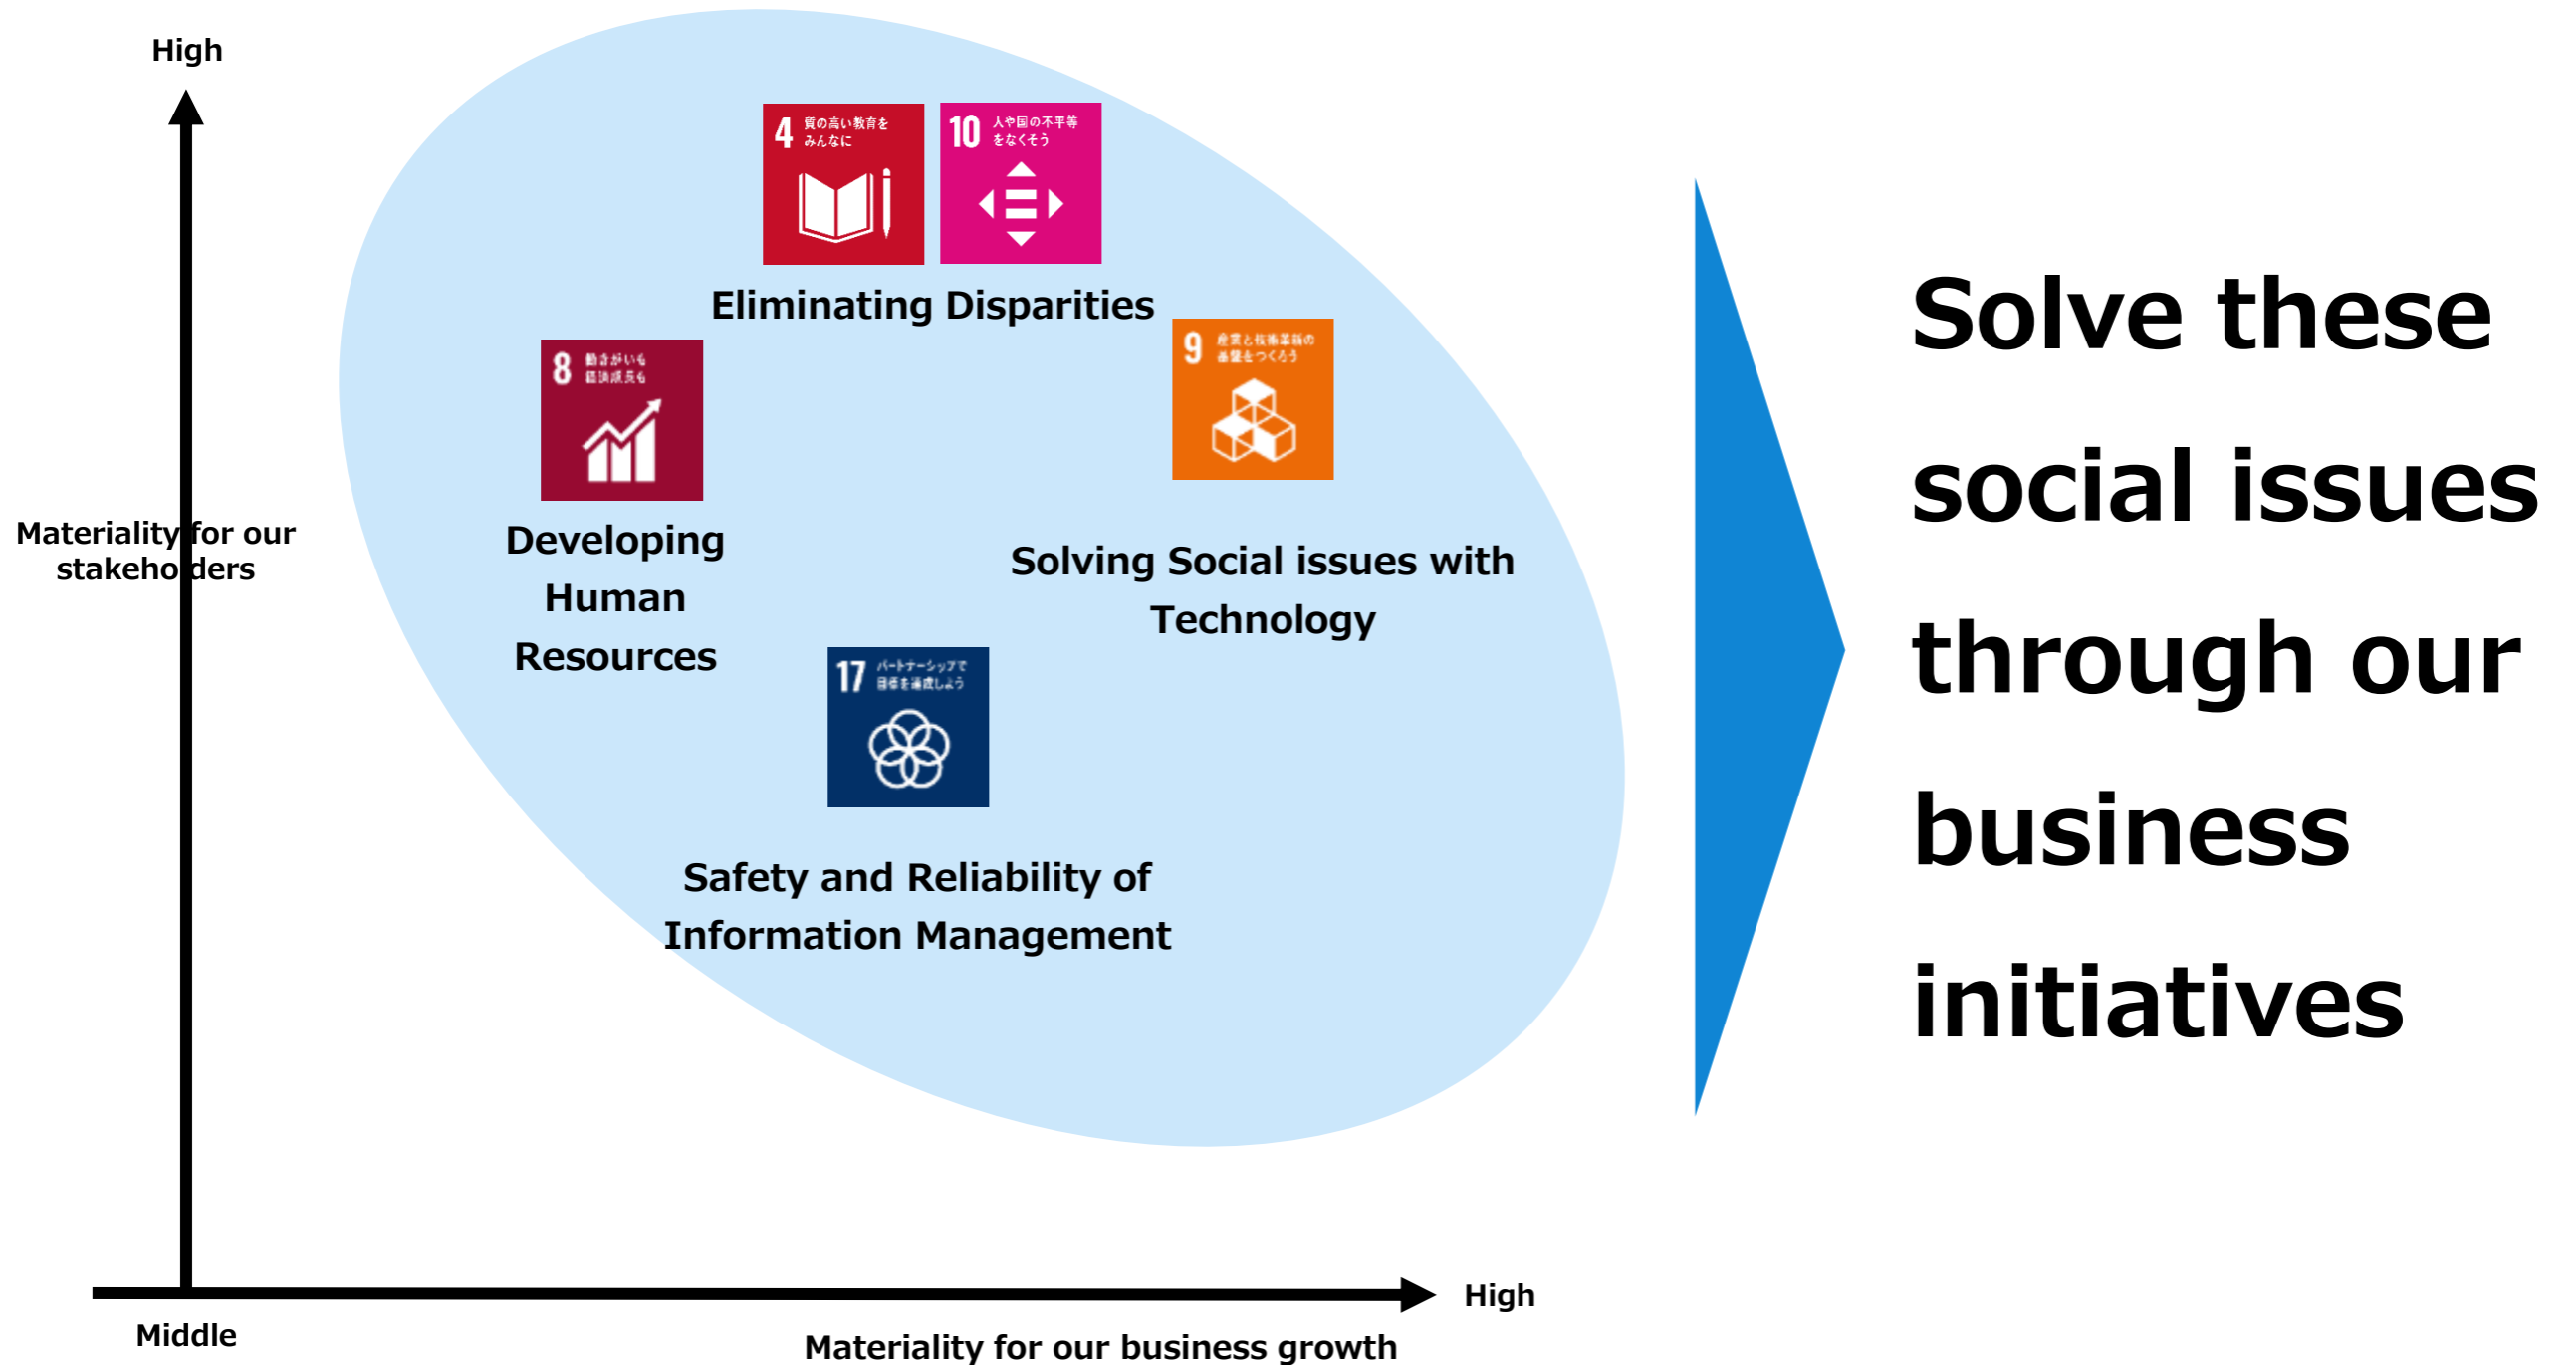 High
4 質の高い教育を
みんなに
10 人や国の不平等
をなくそう
Eliminating Disparities
8 働きがいも
経済成長も
9 産業と技術革新の
基盤をつくろう
Materiality for our
stakeholders
Developing
Human
Resources
Solving Social issues with
Technology
17 パートナーシップで
目標を達成しよう
Safety and Reliability of
Information Management
High
Middle
Materiality for our business growth
Solve these
social issues
through our
business
initiatives